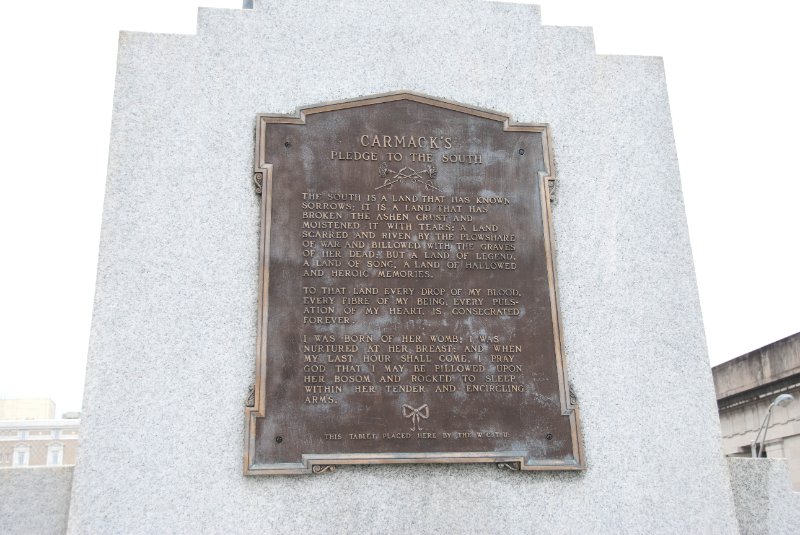 CARMACK'S
PLEDGE TO THE SOUTH
THE SOUTH IS A LAND THAT HAS KNOWN
SORROWS; IT IS A LAND THAT HAS
BROKEN THE ASHEN CRUST AND
MOISTENED IT WITH TEARS; A LAND
SCARRED AND RIVEN BY THE PLOWSHARE
OF WAR AND BILLOWED WITH THE GRAVES
OF HER DEAD; BUT A LAND OF LEGEND,
A LAND OF SONG, A LAND OF HALLOWED
AND HEROIC MEMORIES.
TO THAT LAND EVERY DROP OF MY BLOOD,
EVERY FIBRE OF MY BEING, EVERY PULS-
ATION OF MY HEART, IS CONSECRATED
FOREVER.
I WAS BORN OF HER WOMB; I WAS
NURTURED AT HER BREAST; AND WHEN
MY LAST HOUR SHALL COME, I PRAY
GOD THAT I MAY BE PILLOWED UPON
HER BOSOM AND ROCKED TO SLEEP
WITHIN HER TENDER AND ENCIRCLING
ARMS.
THIS TABLET PLACED HERE BY THE W.C.T.U.